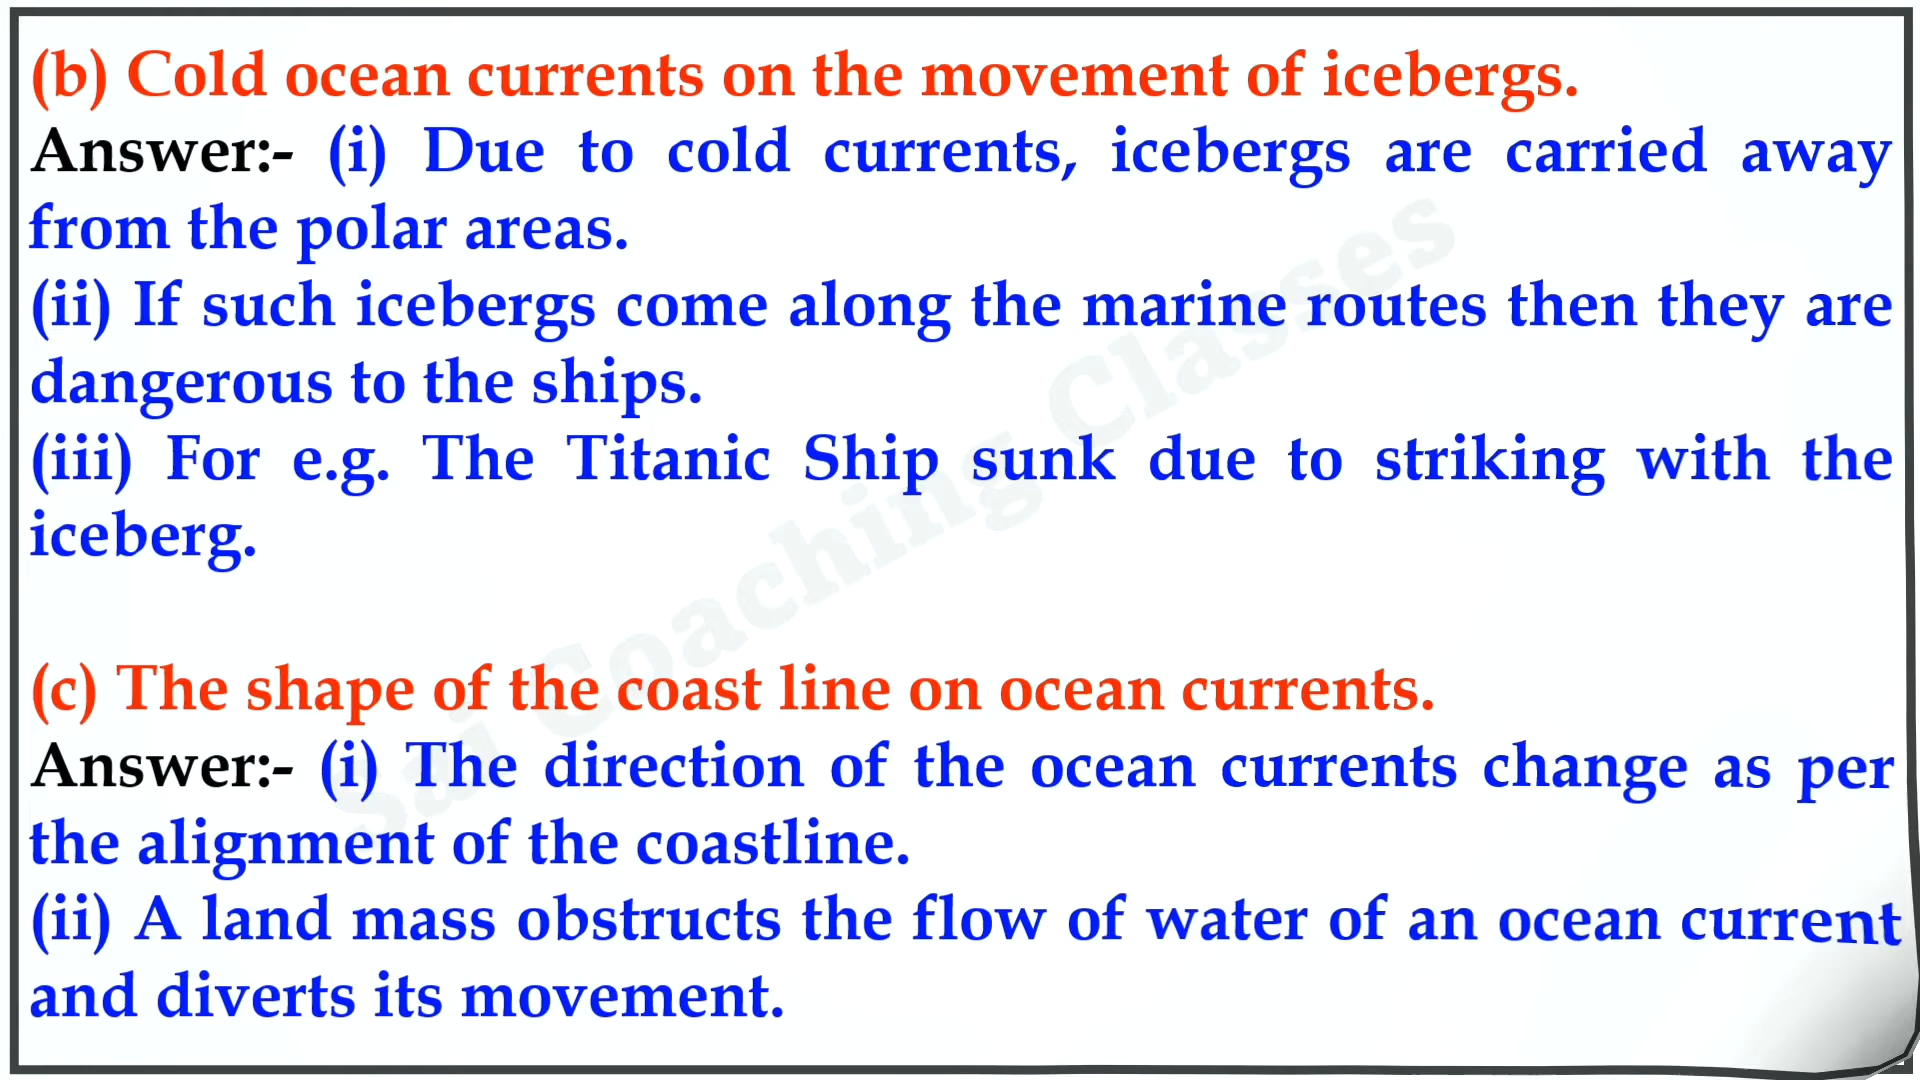 (b) Cold ocean currents on the movement of icebergs.
Answer:- (i) Due to cold currents, icebergs are carried away
from the polar areas.
(ii) If such icebergs come along the marine routes then they are
dangerous to the ships.
(iii) For e.g. The Titanic Ship sunk due to striking with the
iceberg.
(c) The shape of the coast line on ocean currents.
Answer:- (i) The direction of the ocean currents change as per
the alignment of the coastline.
(ii) A land mass obstructs the flow of water of an ocean current
and diverts its movement.
Sai Coaching Classes